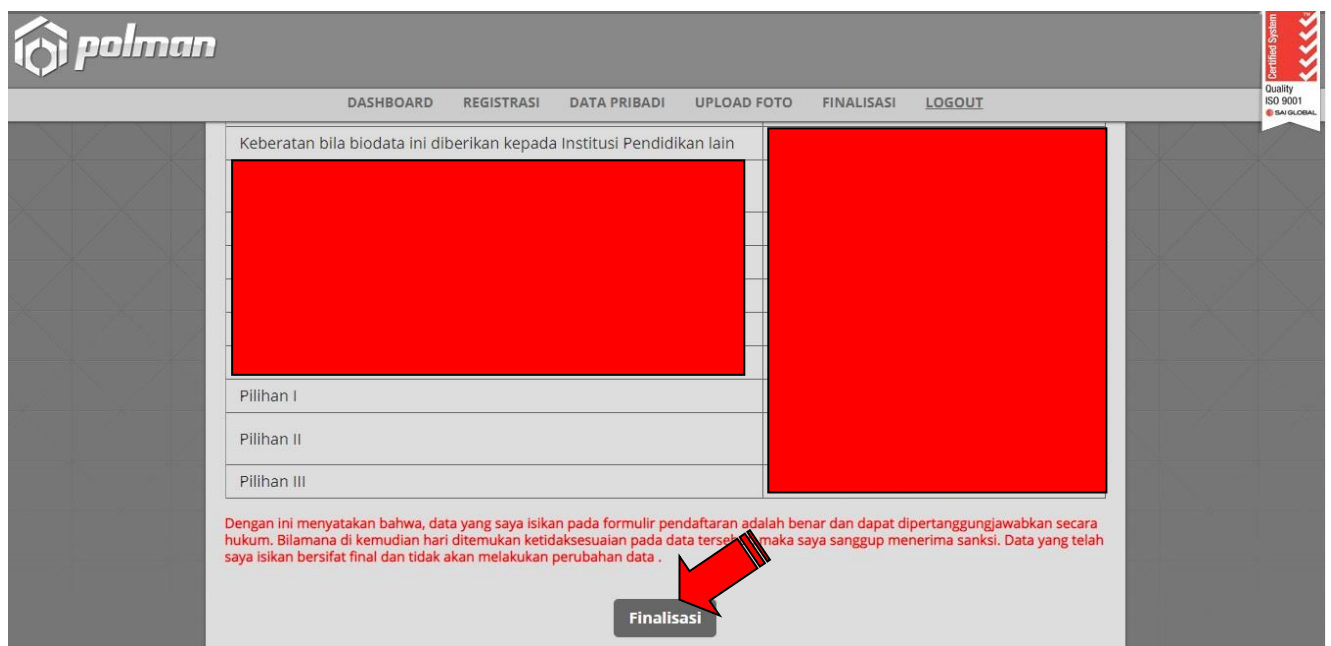 polman
Certified System
Quality
ISO 9001
SAI GLOBAL
DASHBOARD REGISTRASI DATA PRIBADI UPLOAD FOTO FINALISASI LOGOUT
Keberatan bila biodata ini diberikan kepada Institusi Pendidikan lain
Pilihan I
Pilihan II
Pilihan III
Dengan ini menyatakan bahwa, data yang saya isikan pada formulir pendaftaran adalah benar dan dapat dipertanggungjawabkan secara
hukum. Bilamana di kemudian hari ditemukan ketidaksesuaian pada data maka saya sanggup menerima sanksi. Data yang telah
saya isikan bersifat final dan tidak akan melakukan perubahan data .
Finalisasi